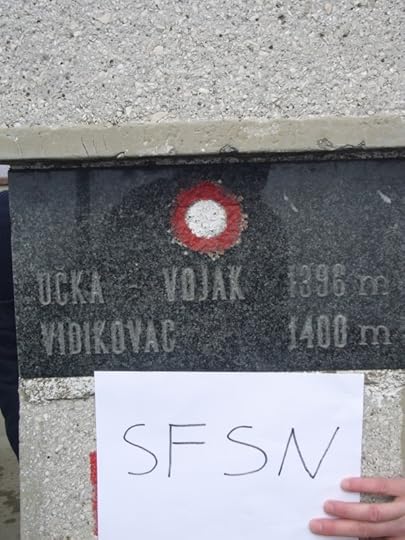 UCKA - VOJAK 1396 m
VIDIKOVAC 1400 m
SFSN